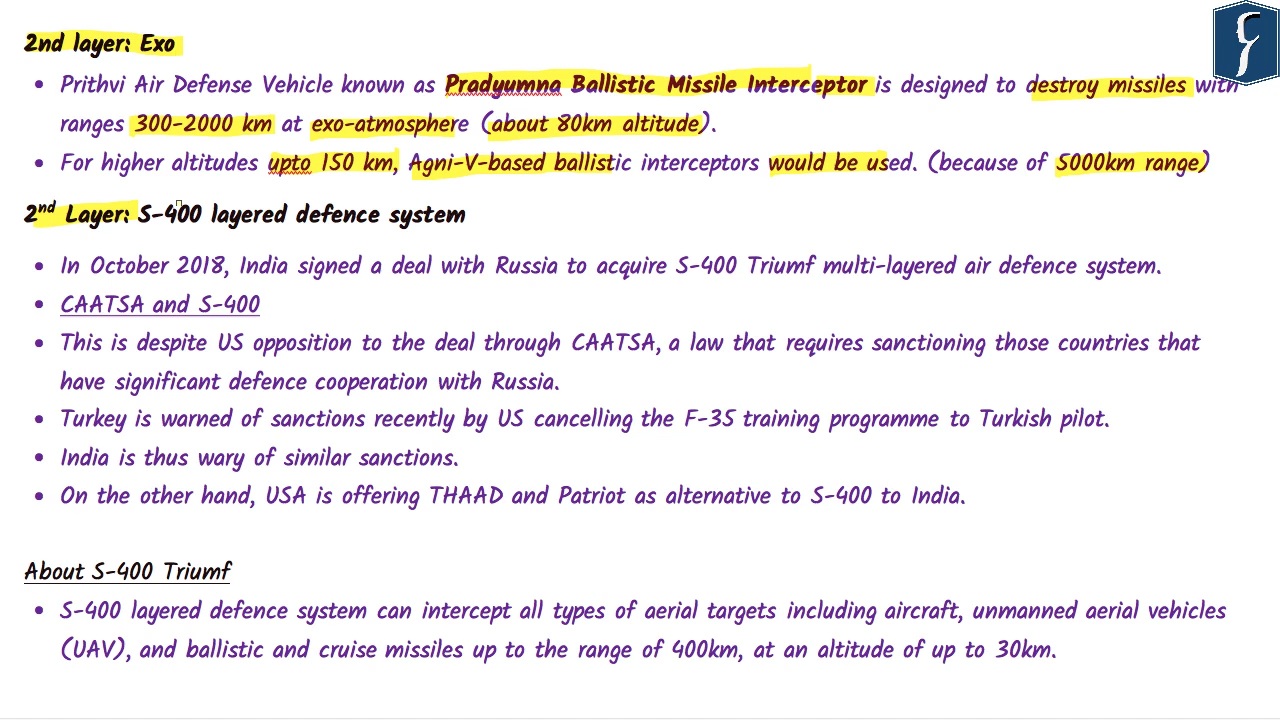 2nd layer: Exo
• Prithvi Air Defense Vehicle known as Pradyumna Ballistic Missile Interceptor is designed to destroy missiles with
ranges 300-2000 km at exo-atmosphere (about 80km altitude).
• For higher altitudes upto 150 km, Agni-V-based ballistic interceptors would be used. (because of 5000km range)
2nd Layer: S-400 layered defence system
• In October 2018, India signed a deal with Russia to acquire S-400 Triumf multi-layered air defence system.
• CAATSA and S-400
• This is despite US opposition to the deal through CAATSA, a law that requires sanctioning those countries that
have significant defence cooperation with Russia.
• Turkey is warned of sanctions recently by US cancelling the F-35 training programme to Turkish pilot.
• India is thus wary of similar sanctions.
• On the other hand, USA is offering THAAD and Patriot as alternative to S-400 to India.
About S-400 Triumf
• S-400 layered defence system can intercept all types of aerial targets including aircraft, unmanned aerial vehicles
(UAV), and ballistic and cruise missiles up to the range of 400km, at an altitude of up to 30km.